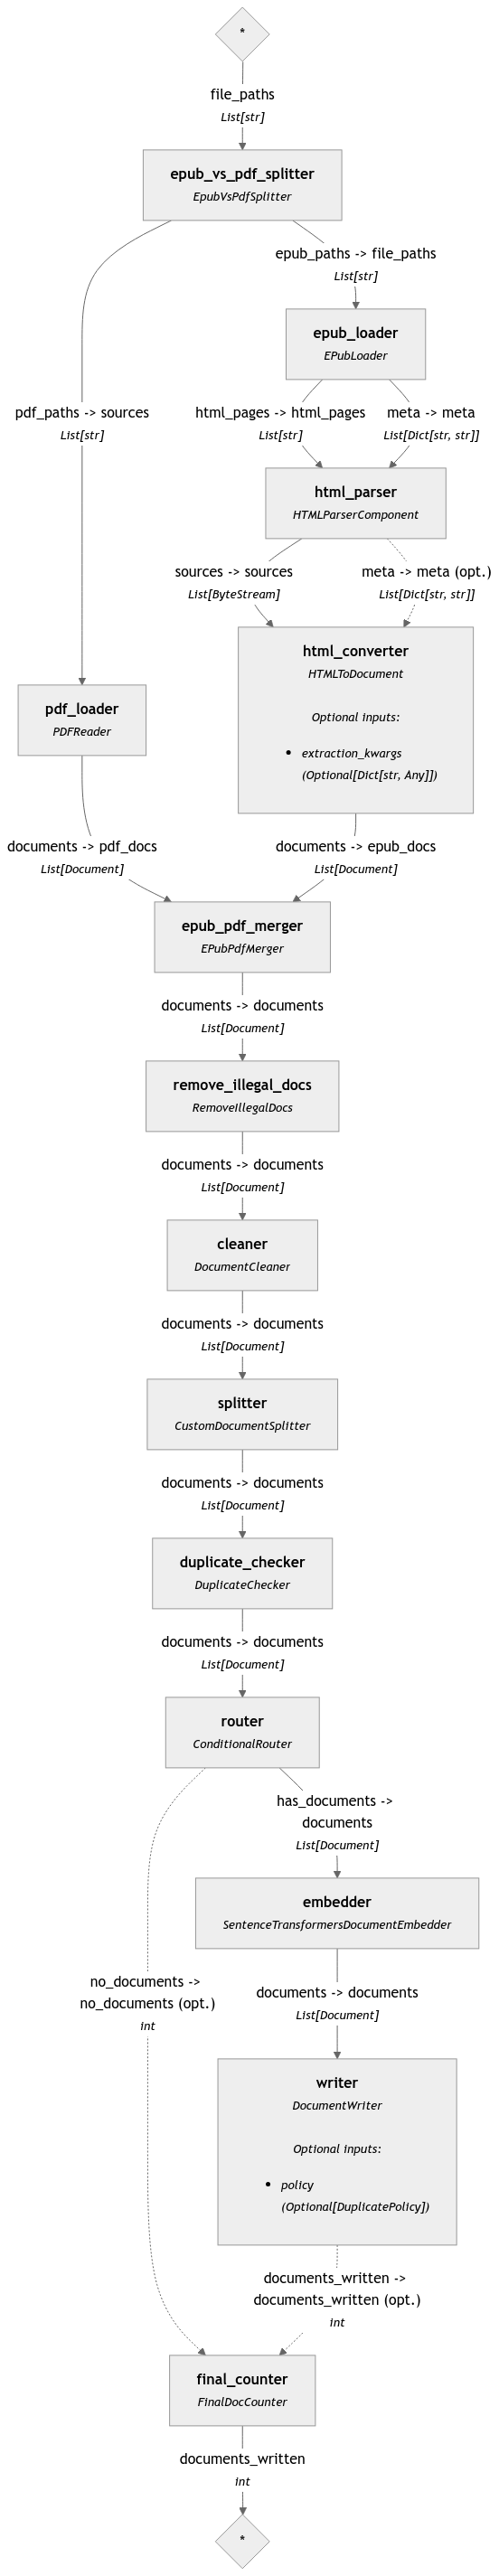 *
file_paths
List[str]
epub_vs_pdf_splitter
EpubVsPdfSplitter
epub_paths -> file_paths
List[str]
epub_loader
EPubLoader
pdf_paths -> sources
List[str]
html_pages -> html_pages
List[str]
meta -> meta
List[Dict[str, str]]
html_parser
HTMLParserComponent
sources -> sources
List[ByteStream]
meta -> meta (opt.)
List[Dict[str, str]]
html_converter
HTMLToDocument
Optional inputs:
• extraction_kwargs
(Optional[Dict[str, Any]])
pdf_loader
PDFReader
documents -> pdf_docs
List[Document]
documents -> epub_docs
List[Document]
epub_pdf_merger
EPubPdfMerger
documents -> documents
List[Document]
remove_illegal_docs
RemoveIllegalDocs
documents -> documents
List[Document]
cleaner
DocumentCleaner
documents -> documents
List[Document]
splitter
CustomDocumentSplitter
documents -> documents
List[Document]
duplicate_checker
DuplicateChecker
documents -> documents
List[Document]
router
ConditionalRouter
has_documents ->
documents
List[Document]
embedder
SentenceTransformersDocumentEmbedder
no_documents ->
no_documents (opt.)
int
documents -> documents
List[Document]
writer
DocumentWriter
Optional inputs:
• policy
(Optional[DuplicatePolicy])
documents_written ->
documents_written (opt.)
int
final_counter
FinalDocCounter
documents_written
int
*